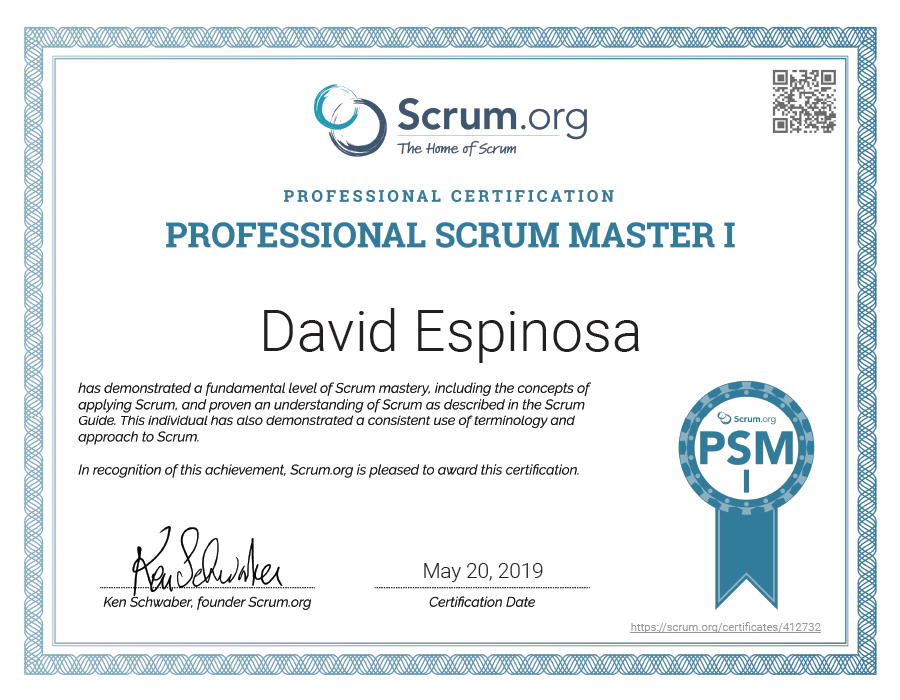 Scrum.org
The Home of Scrum
PROFESSIONAL CERTIFICATION
PROFESSIONAL SCRUM MASTER I
David Espinosa
has demonstrated a fundamental level of Scrum mastery, including the concepts of
applying Scrum, and proven an understanding of Scrum as described in the Scrum
Guide. This individual has also demonstrated a consistent use of terminology and
approach to Scrum.
In recognition of this achievement, Scrum.org is pleased to award this certification.
Scrum.org
PSM
I
Ken Schwaber
Ken Schwaber, founder Scrum.org
May 20, 2019
Certification Date
https://scrum.org/certificates/412732